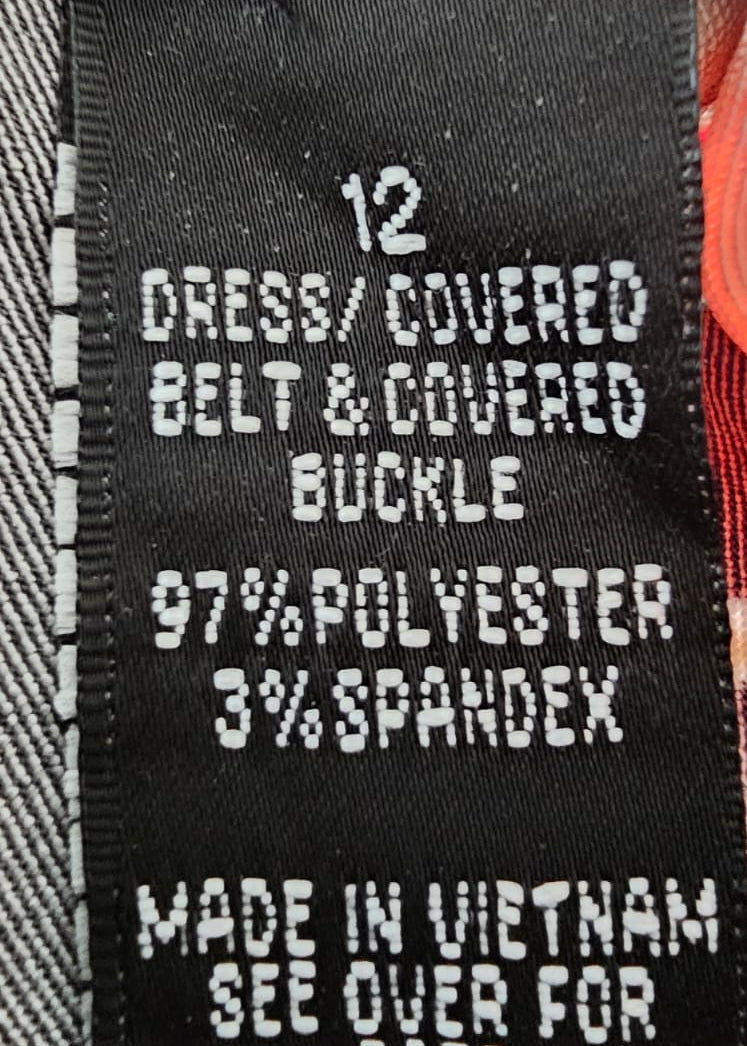 12
DRESS/ COVERED
BELT & COVERED
BUCKLE
97%POLYESTER
3%SPANDEX
MADE IN VIETNAM
SEE OVER FOR